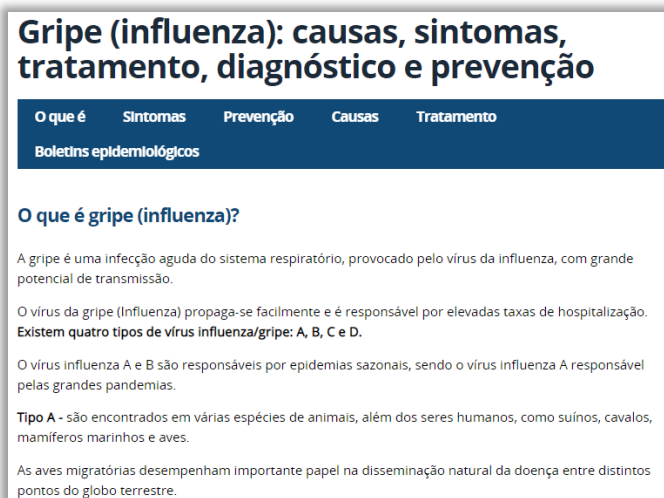 Gripe (influenza): causas, sintomas,
tratamento, diagnóstico e prevenção
O que é Sintomas Prevenção Causas Tratamento
Boletins epidemiológicos
O que é gripe (influenza)?
A gripe é uma infecção aguda do sistema respiratório, provocado pelo vírus da influenza, com grande
potencial de transmissão.
O vírus da gripe (Influenza) propaga-se facilmente e é responsável por elevadas taxas de hospitalização.
Existem quatro tipos de vírus influenza/gripe: A, B, C e D.
O vírus influenza A e B são responsáveis por epidemias sazonais, sendo o vírus influenza A responsável
pelas grandes pandemias.
Tipo A - são encontrados em várias espécies de animais, além dos seres humanos, como suínos, cavalos,
mamíferos marinhos e aves.
As aves migratórias desempenham importante papel na disseminação natural da doença entre distintos
pontos do globo terrestre.